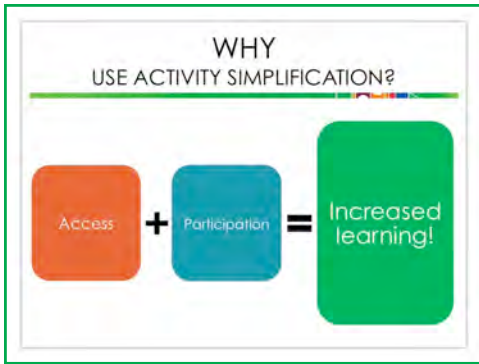 WHY
USE ACTIVITY SIMPLIFICATION?
Access + Participation = Increased
learning!